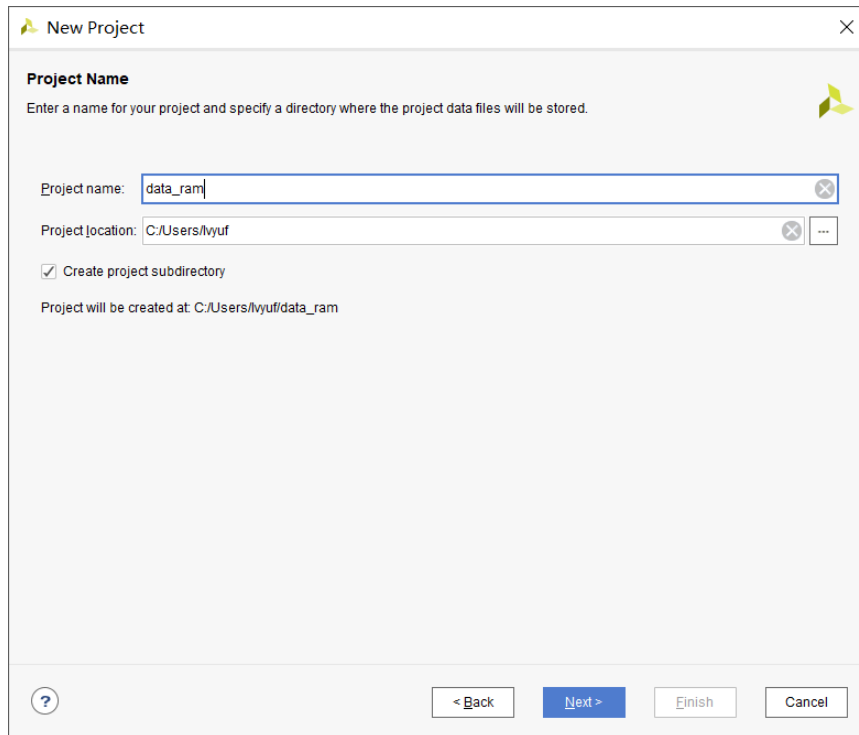 New Project
Project Name
Enter a name for your project and specify a directory where the project data files will be stored.
Project name: data_ram
Project location: C:/Users/lvyuf ...
Create project subdirectory
Project will be created at: C:/Users/lvyuf/data_ram
? < Back Next > Finish Cancel